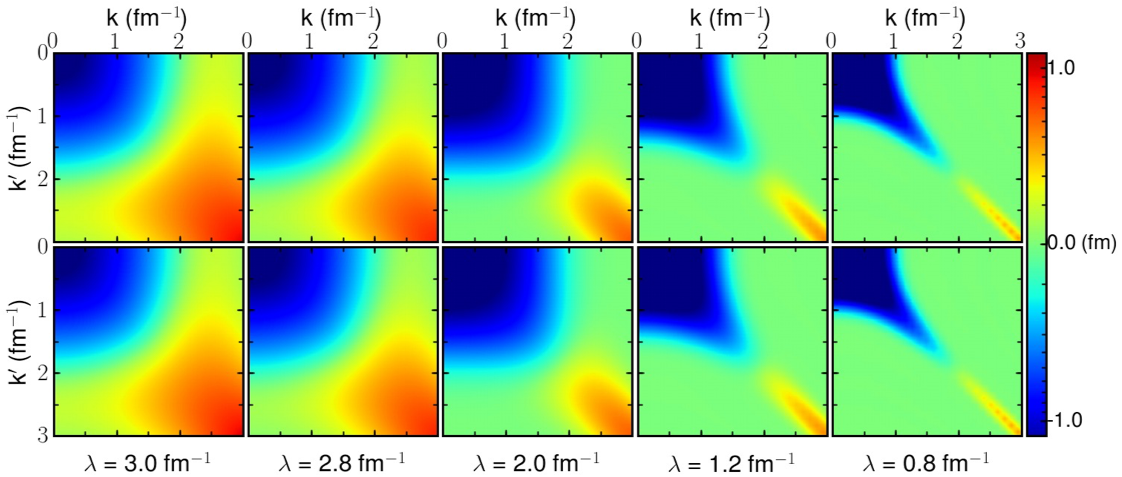 k (fm⁻¹) k (fm⁻¹) k (fm⁻¹) k (fm⁻¹) k (fm⁻¹)
0 1 2 0 1 2 0 1 2 0 1 2 0 1 2 3
0
1
2
k′ (fm⁻¹)
0
1
2
3
k′ (fm⁻¹)
1.0
0.0 (fm)
-1.0
λ = 3.0 fm⁻¹ λ = 2.8 fm⁻¹ λ = 2.0 fm⁻¹ λ = 1.2 fm⁻¹ λ = 0.8 fm⁻¹